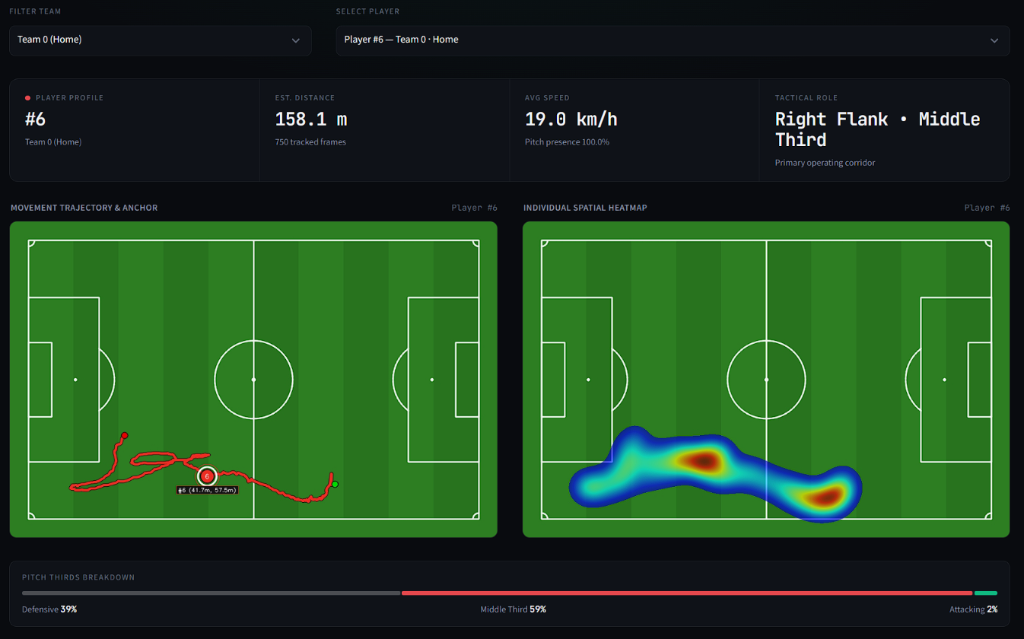 FILTER TEAM
SELECT PLAYER
Team 0 (Home)
Player #6 — Team 0 · Home
PLAYER PROFILE
EST. DISTANCE
AVG SPEED
TACTICAL ROLE
#6
158.1 m
19.0 km/h
Right Flank • Middle
Third
Team 0 (Home)
750 tracked frames
Pitch presence 100.0%
Primary operating corridor
MOVEMENT TRAJECTORY & ANCHOR
Player #6
INDIVIDUAL SPATIAL HEATMAP
Player #6
6
#6 (41.7m, 57.5m)
PITCH THIRDS BREAKDOWN
Defensive 39%
Middle Third 59%
Attacking 2%